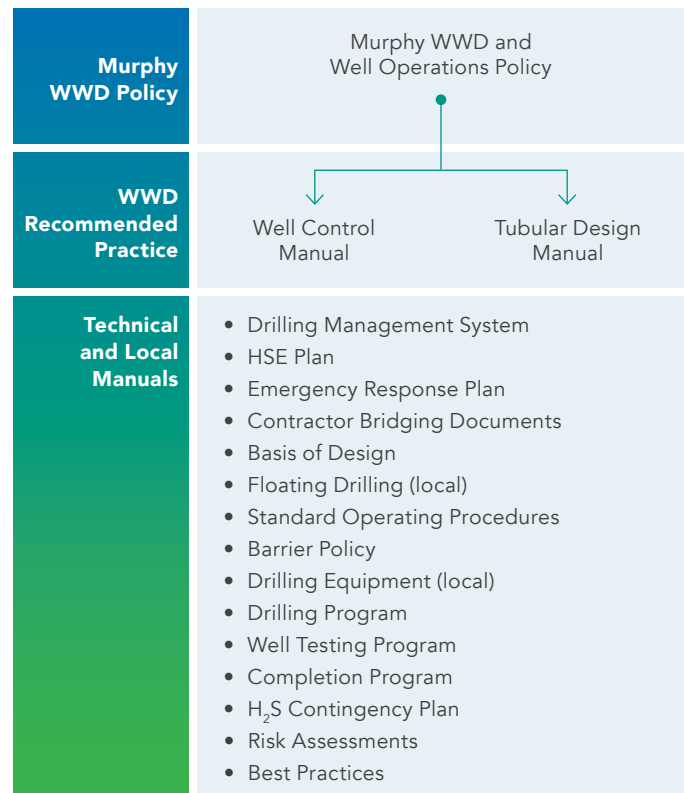 Murphy
WWD Policy
Murphy WWD and
Well Operations Policy
WWD
Recommended
Practice
Well Control
Manual
Tubular Design
Manual
Technical
and Local
Manuals
• Drilling Management System
• HSE Plan
• Emergency Response Plan
• Contractor Bridging Documents
• Basis of Design
• Floating Drilling (local)
• Standard Operating Procedures
• Barrier Policy
• Drilling Equipment (local)
• Drilling Program
• Well Testing Program
• Completion Program
• H₂S Contingency Plan
• Risk Assessments
• Best Practices